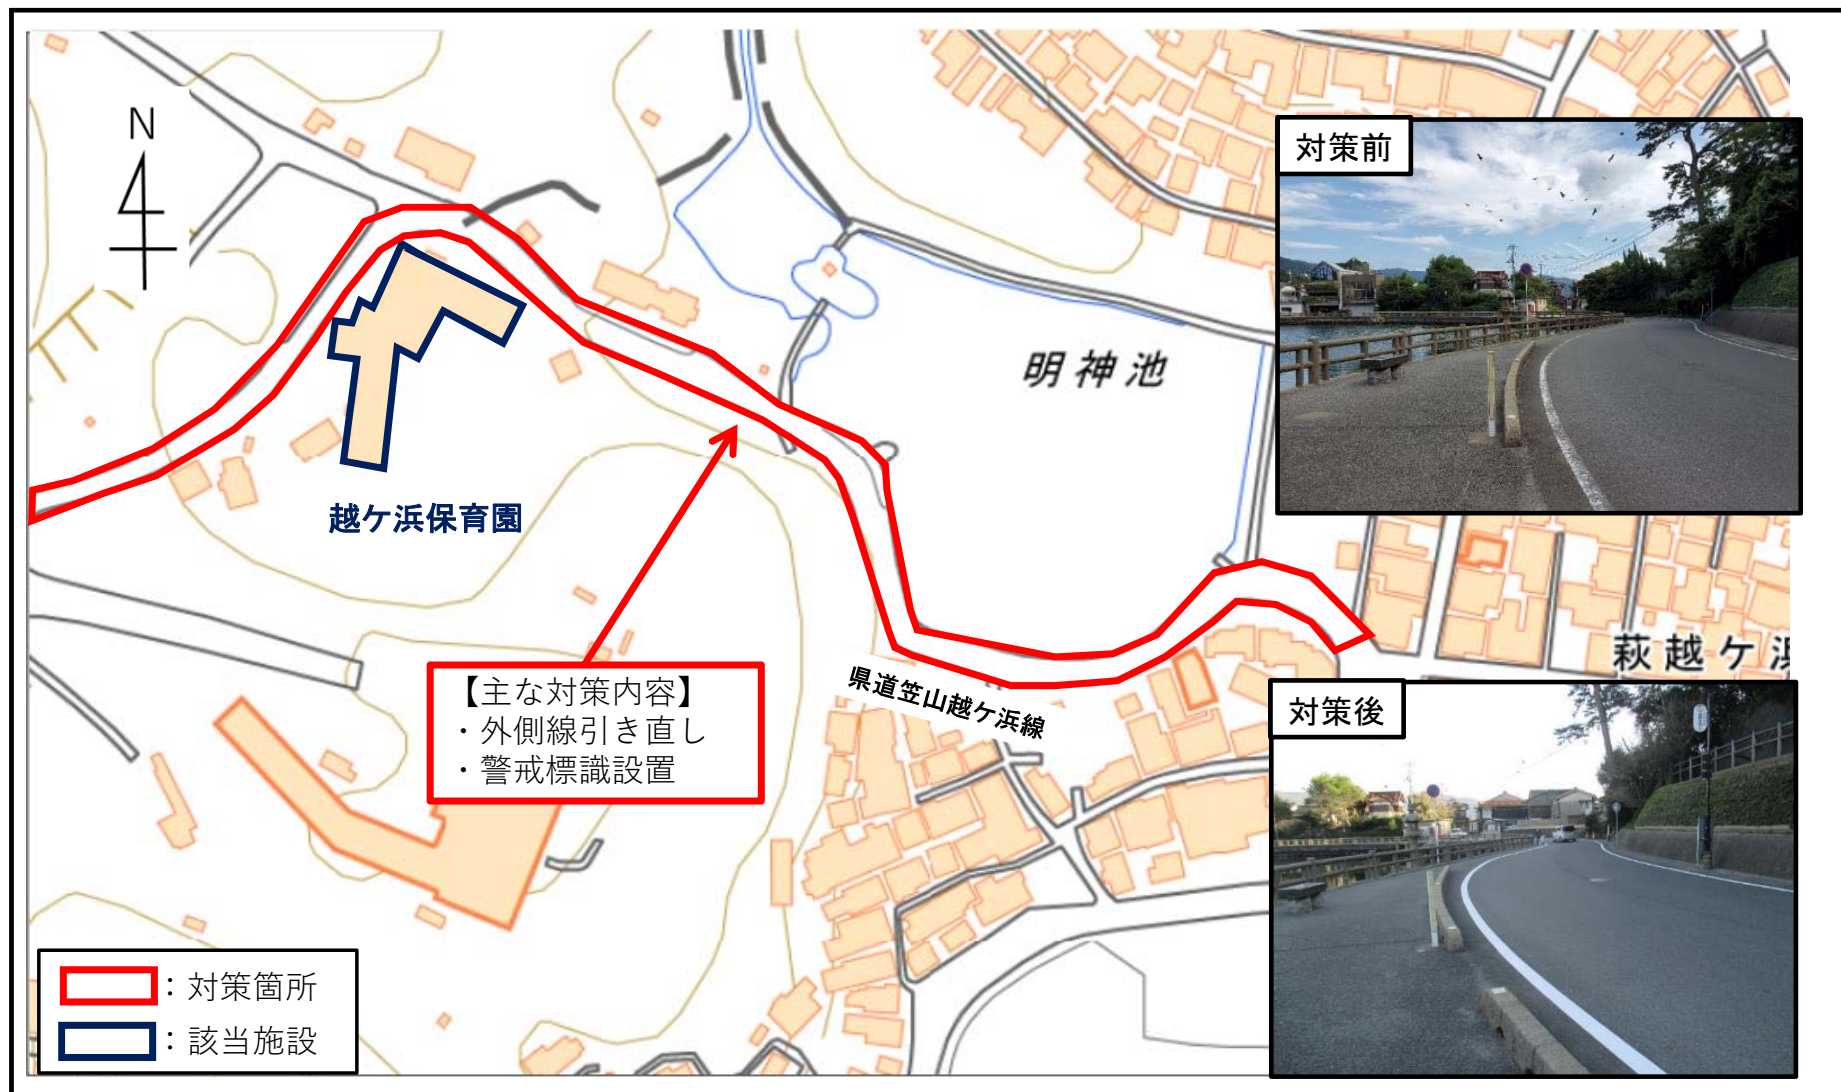 N
対策前
明神池
越ケ浜保育園
【主な対策内容】
・外側線引き直し
・警戒標識設置
県道笠山越ケ浜線
萩越ケ浜
対策後
：対策箇所
：該当施設